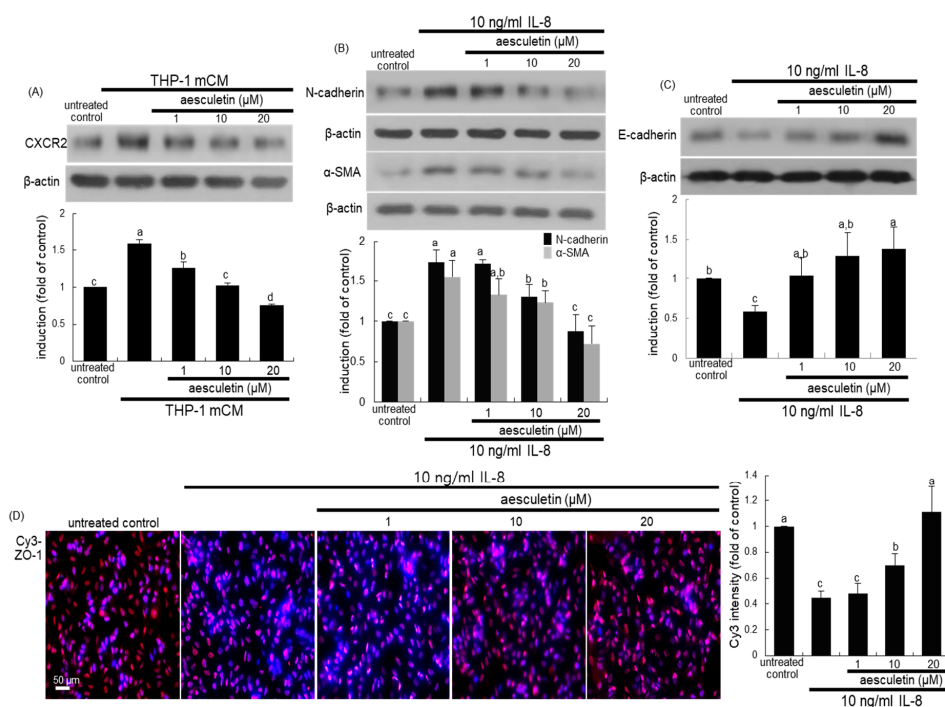 (A)
THP-1 mCM
untreated
control
aesculetin (μM)
1 10 20
CXCR2
β-actin
induction (fold of control)
2
1.5
1
0.5
0
c a b c d
untreated
control
1 10 20
aesculetin (μM)
THP-1 mCM
(B)
10 ng/ml IL-8
untreated
control
aesculetin (μM)
1 10 20
N-cadherin
β-actin
α-SMA
β-actin
N-cadherin
α-SMA
induction (fold of control)
2
1.5
1
0.5
0
c c a a a a,b b b c c
untreated
control
1 10 20
aesculetin (μM)
10 ng/ml IL-8
(C)
10 ng/ml IL-8
untreated
control
aesculetin (μM)
1 10 20
E-cadherin
β-actin
induction (fold of control)
2
1.5
1
0.5
0
b c a,b a,b a
untreated
control
1 10 20
aesculetin (μM)
10 ng/ml IL-8
(D)
10 ng/ml IL-8
aesculetin (μM)
untreated control 1 10 20
Cy3-
ZO-1
50 μm
Cy3 intensity (fold of control)
1.4
1.2
1
0.8
0.6
0.4
0.2
0
a c c b a
untreated
control
1 10 20
aesculetin (μM)
10 ng/ml IL-8